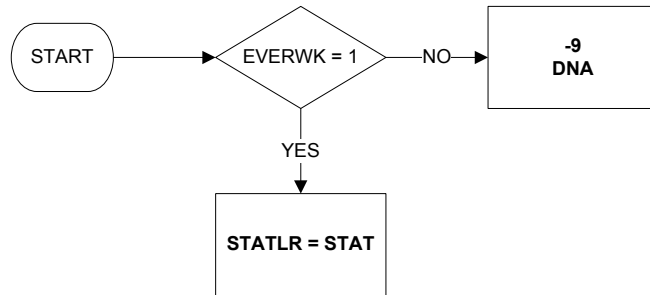 START
EVERWK = 1
NO
-9
DNA
YES
STATLR = STAT